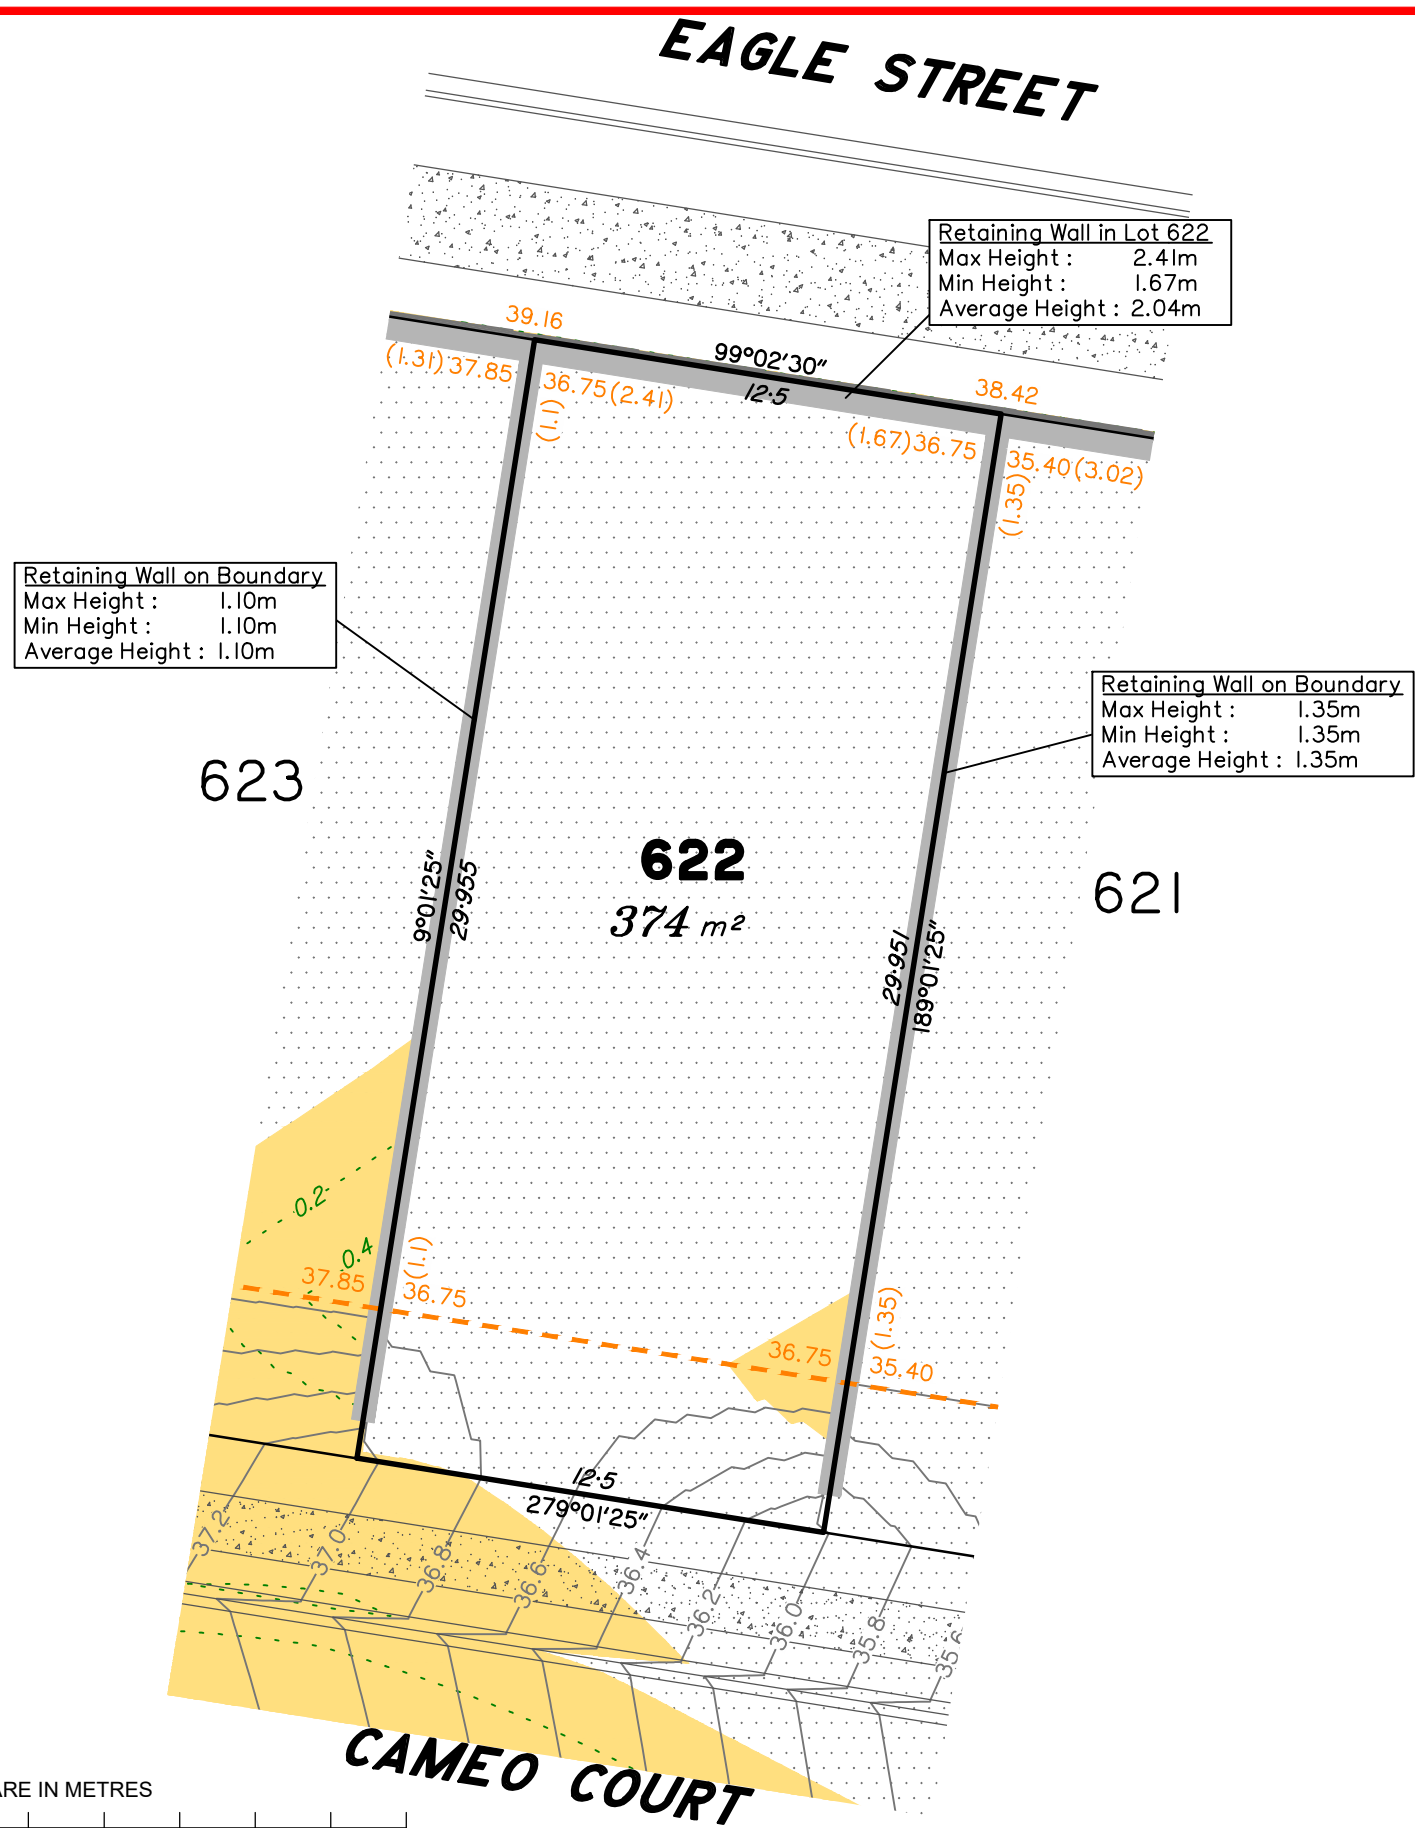 EAGLE STREET
Retaining Wall in Lot 622
Max Height : 2.41m
Min Height : 1.67m
Average Height : 2.04m
39.16
99°02'30"
12·5
38.42
(1.31) 37.85
36.75 (2.41)
(1.1)
(1.67) 36.75
35.40 (3.02)
(1.35)
Retaining Wall on Boundary
Max Height : 1.10m
Min Height : 1.10m
Average Height : 1.10m
Retaining Wall on Boundary
Max Height : 1.35m
Min Height : 1.35m
Average Height : 1.35m
623
622
374 m²
621
9°01'25"
29·955
29·951
189°01'25"
0.2
0.4
(1.1)
37.85
36.75
(1.35)
36.75
35.40
12·5
279°01'25"
37.2
37.0
36.8
36.6
36.4
36.2
36.0
35.8
35.6
CAMEO COURT
ARE IN METRES